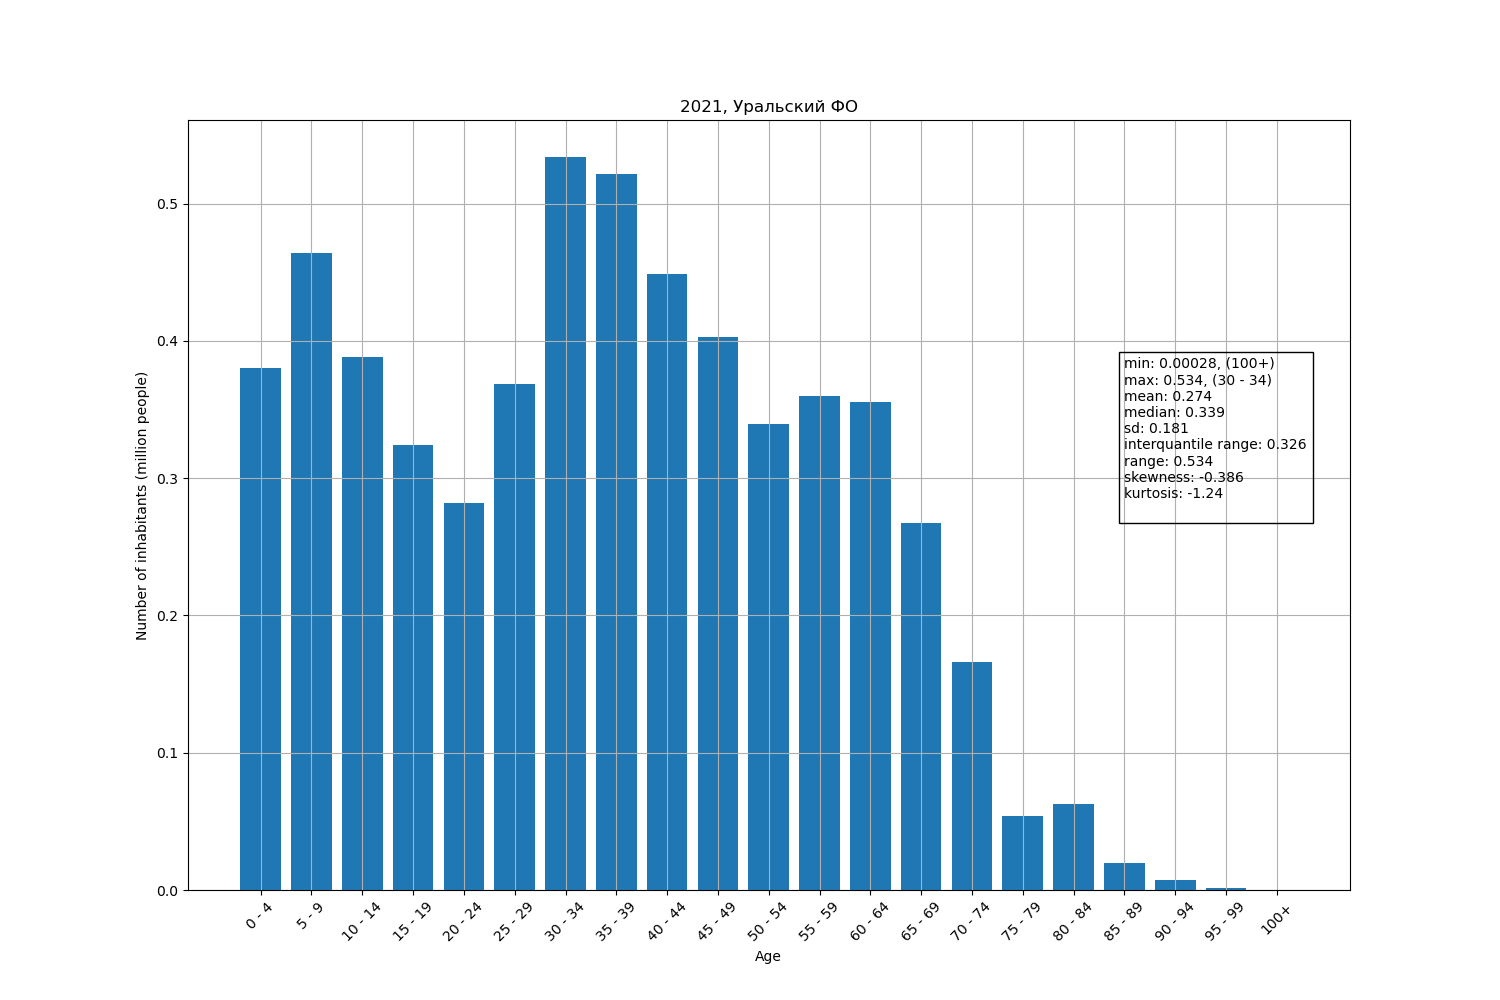 2021, Уральский ФО
Number of inhabitants (million people)
0.5
0.4
0.3
0.2
0.1
0.0
min: 0.00028, (100+)
max: 0.534, (30 - 34)
mean: 0.274
median: 0.339
sd: 0.181
interquantile range: 0.326
range: 0.534
skewness: -0.386
kurtosis: -1.24
0 - 4
5 - 9
10 - 14
15 - 19
20 - 24
25 - 29
30 - 34
35 - 39
40 - 44
45 - 49
50 - 54
55 - 59
60 - 64
65 - 69
70 - 74
75 - 79
80 - 84
85 - 89
90 - 94
95 - 99
100+
Age